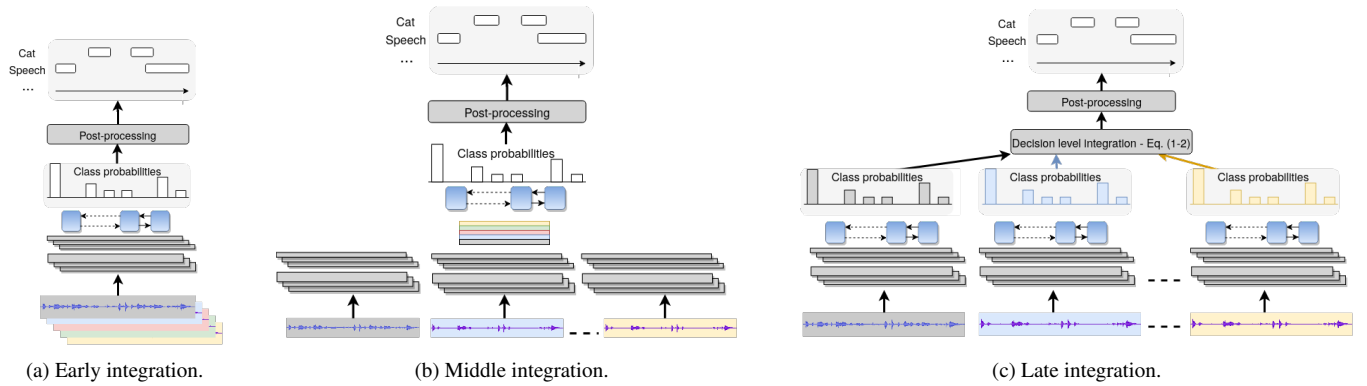 Cat
Speech
...
Post-processing
Class probabilities
(a) Early integration.
Cat
Speech
...
Post-processing
Class probabilities
(b) Middle integration.
Cat
Speech
...
Post-processing
Decision level integration - Eq. (1-2)
Class probabilities
Class probabilities
Class probabilities
(c) Late integration.